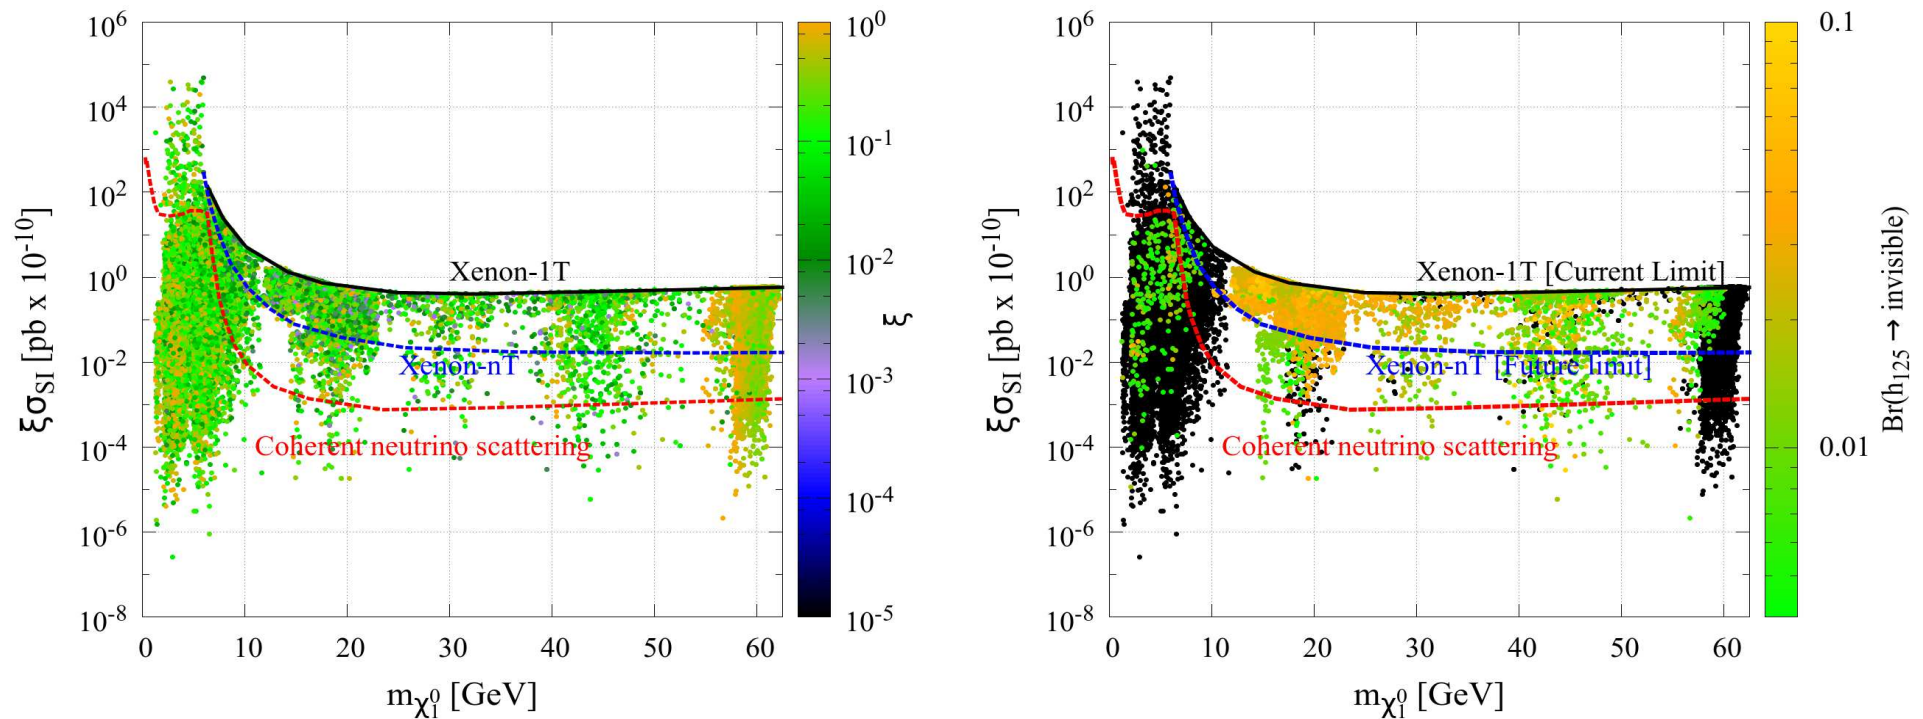 10^6
10^4
10^2
10^0
10^-2
10^-4
10^-6
10^-8
ξσ_SI [pb x 10^-10]
Xenon-1T
Xenon-nT
Coherent neutrino scattering
0 10 20 30 40 50 60
m_χ_1^0 [GeV]
10^0
10^-1
10^-2
10^-3
10^-4
10^-5
ξ
10^6
10^4
10^2
10^0
10^-2
10^-4
10^-6
10^-8
ξσ_SI [pb x 10^-10]
Xenon-1T [Current Limit]
Xenon-nT [Future limit]
Coherent neutrino scattering
0 10 20 30 40 50 60
m_χ_1^0 [GeV]
0.1
0.01
Br(h_125 → invisible)